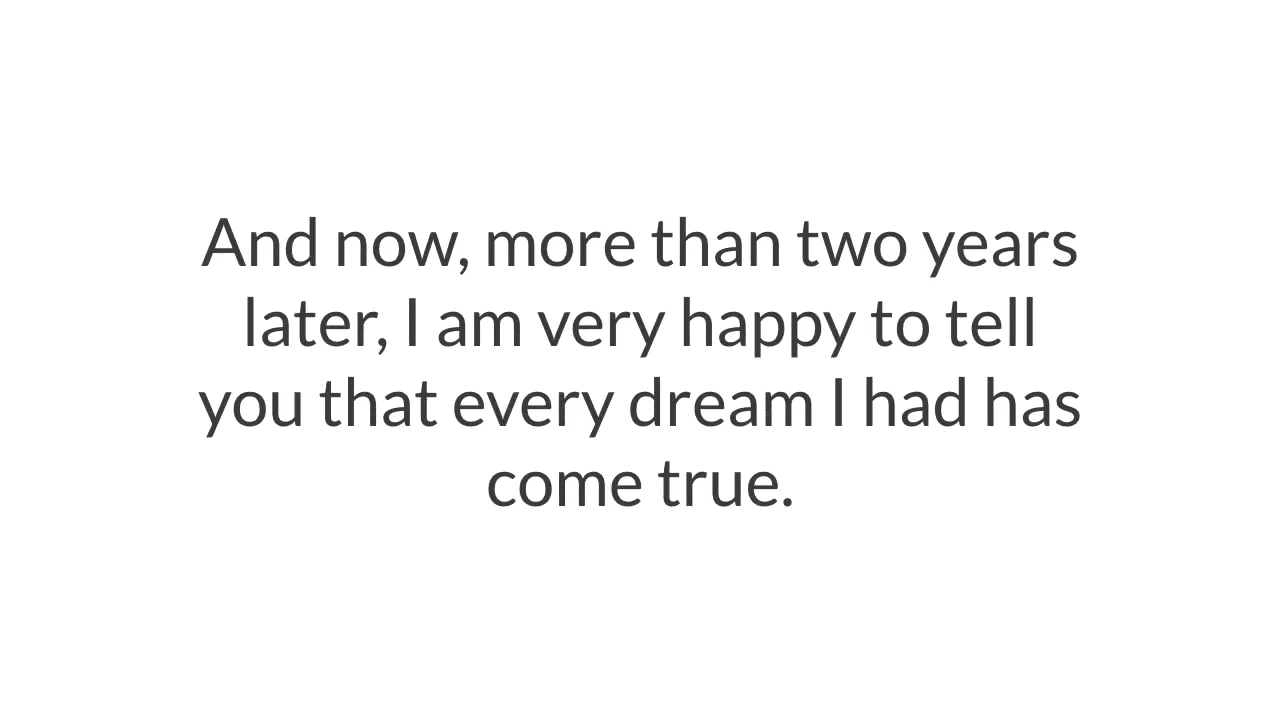 And now, more than two years
later, I am very happy to tell
you that every dream I had has
come true.